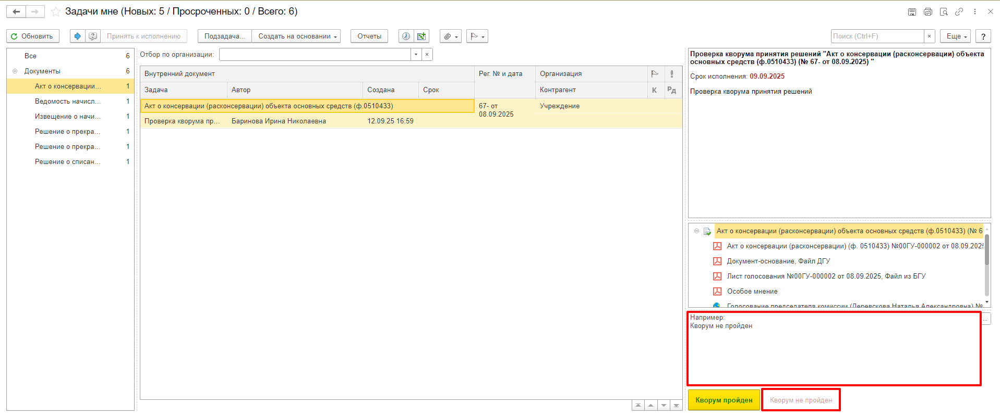 Задачи мне (Новых: 5 / Просроченных: 0 / Всего: 6)
Обновить
Принять к исполнению
Подзадача...
Создать на основании
Отчеты
Поиск (Ctrl+F)
×
Еще
?
Все 6
Документы 6
Акт о консервации... 1
Ведомость начисл... 1
Извещение о начи... 1
Решение о прекра... 1
Решение о прекра... 1
Решение о списан... 1
Отбор по организации:
Внутренний документ Рег. № и дата Организация
Задача Автор Создана Срок Контрагент К Рд
Акт о консервации (расконсервации) объекта основных средств (ф.0510433) 67- от Учреждение
08.09.2025
Проверка кворума пр... Баринова Ирина Николаевна 12.09.25 16:59
Проверка кворума принятия решений "Акт о консервации (расконсервации) объекта
основных средств (ф.0510433) (№ 67- от 08.09.2025) "
Срок исполнения: 09.09.2025
Проверка кворума принятия решений
Акт о консервации (расконсервации) объекта основных средств (ф.0510433) (№ 6
Акт о консервации (расконсервации) (ф. 0510433) №00ГУ-000002 от 08.09.2025
Документ-основание, Файл ДГУ
Лист голосования №00ГУ-000002 от 08.09.2025, Файл из БГУ
Особое мнение
Голосование председателя комиссии (Деревскова Наталья Александровна) №
Например:
Кворум не пройден
...
Кворум пройден
Кворум не пройден